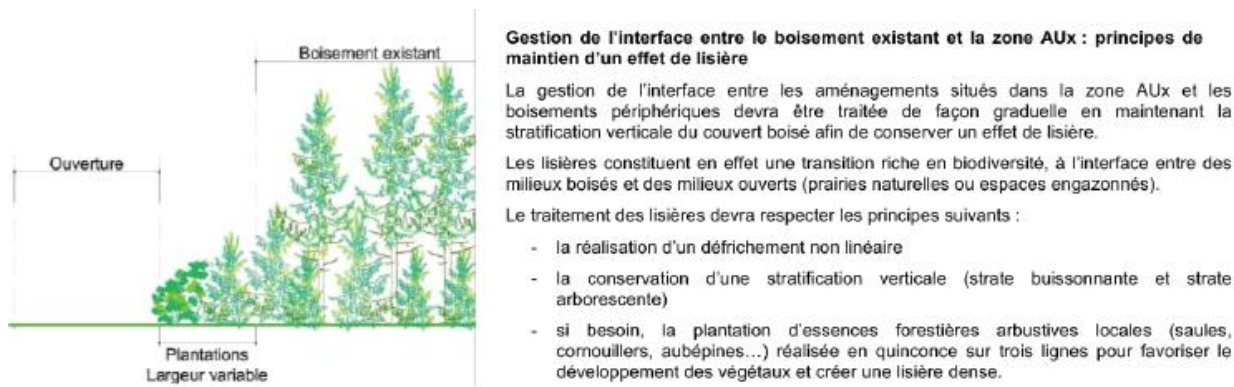 Boisement existant
Ouverture
Plantations
Largeur variable
Gestion de l'interface entre le boisement existant et la zone AUx : principes de
maintien d'un effet de lisière
La gestion de l'interface entre les aménagements situés dans la zone AUx et les
boisements périphériques devra être traitée de façon graduelle en maintenant la
stratification verticale du couvert boisé afin de conserver un effet de lisière.
Les lisières constituent en effet une transition riche en biodiversité, à l'interface entre des
milieux boisés et des milieux ouverts (prairies naturelles ou espaces engazonnés).
Le traitement des lisières devra respecter les principes suivants :
- la réalisation d'un défrichement non linéaire
- la conservation d'une stratification verticale (strate buissonnante et strate
arborescente)
- si besoin, la plantation d'essences forestières arbustives locales (saules,
cornouillers, aubépines...) réalisée en quinconce sur trois lignes pour favoriser le
développement des végétaux et créer une lisière dense.